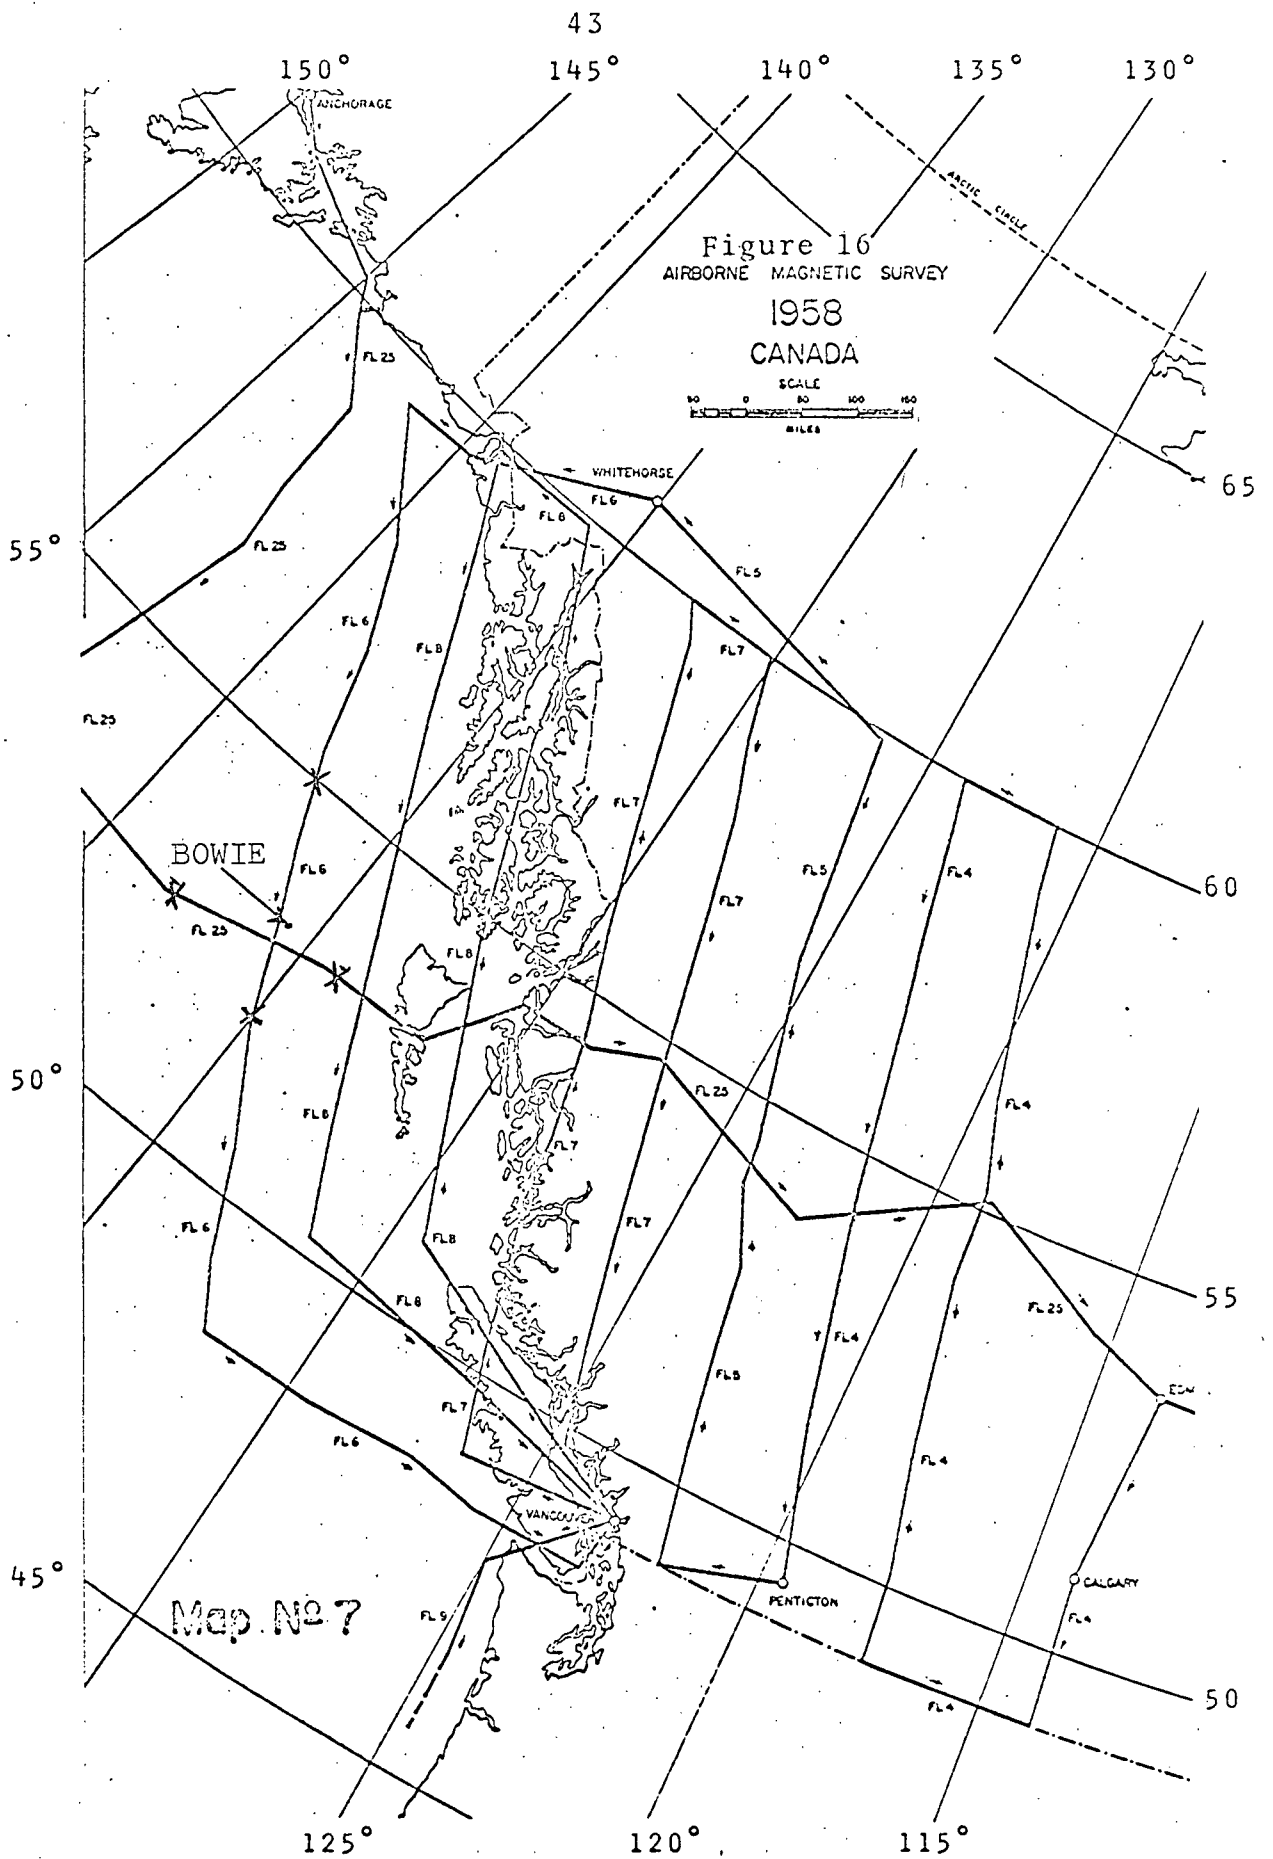 43
150° 145° 140° 135° 130°
ANCHORAGE
ARCTIC CIRCLE
Figure 16
AIRBORNE MAGNETIC SURVEY
1958
CANADA
SCALE
50 0 50 100 150
MILES
FL 25
WHITEHORSE
FL 6
65
FL 8
55°
FL 25
FL 5
FL 6
FL 8
FL 7
FL 25
FL 7
BOWIE
FL 6
FL 5
FL 4
60
FL 7
FL 25
FL 8
50°
FL 25
FL 8
FL 4
FL 7
FL 6
FL 7
FL 8
FL 8
FL 25
55
FL 4
FL 5
FL 7
FL 6
FL 4
EDM
VANCOUVER
45°
CALGARY
PENTICTON
Map. Nº 7
FL 9
FL 4
50
FL 4
125° 120° 115°